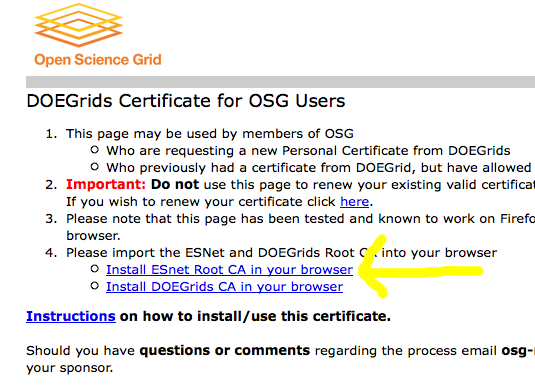 Open Science Grid
DOEGrids Certificate for OSG Users
1. This page may be used by members of OSG
Who are requesting a new Personal Certificate from DOEGrids
Who previously had a certificate from DOEGrid, but have allowed
2. Important: Do not use this page to renew your existing valid
If you wish to renew your certificate click here.
3. Please note that this page has been tested and known to work on
browser.
4. Please import the ESNet and DOEGrids Root into your browser
Install ESnet Root CA in your browser
Install DOEGrids CA in your browser
Instructions on how to install/use this certificate.
Should you have questions or comments regarding the process email
your sponsor.